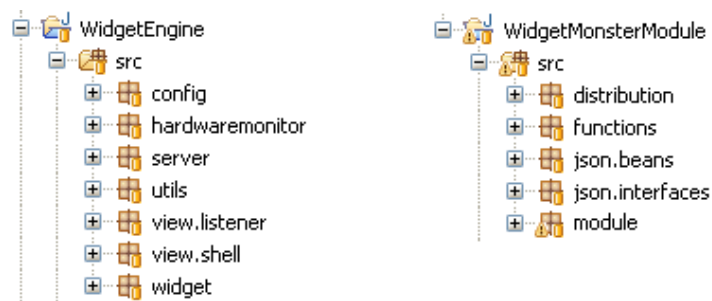 WidgetEngine
src
config
hardwaremonitor
server
utils
view.listener
view.shell
widget
WidgetMonsterModule
src
distribution
functions
json.beans
json.interfaces
module